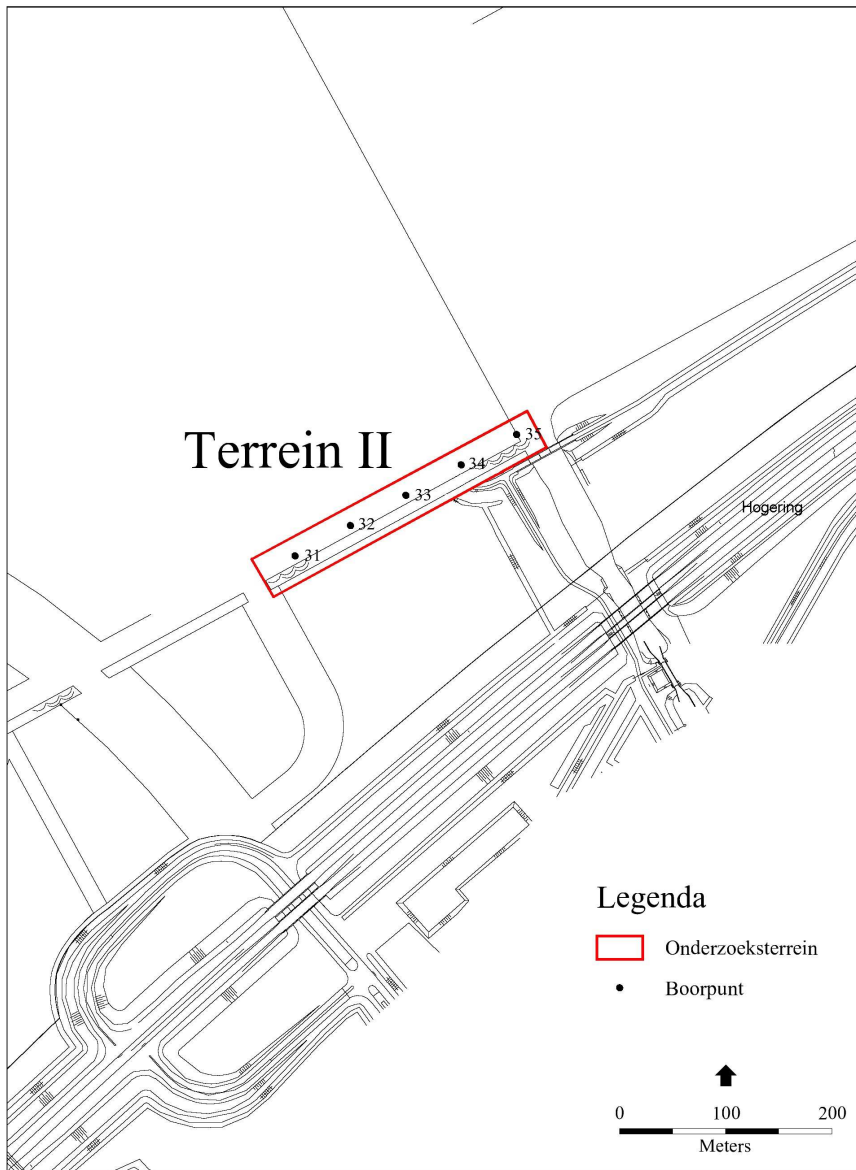 Terrein II
35
34
33
32
31
Hogering
Legenda
Onderzoeksterrein
Boorpunt
0 100 200
Meters